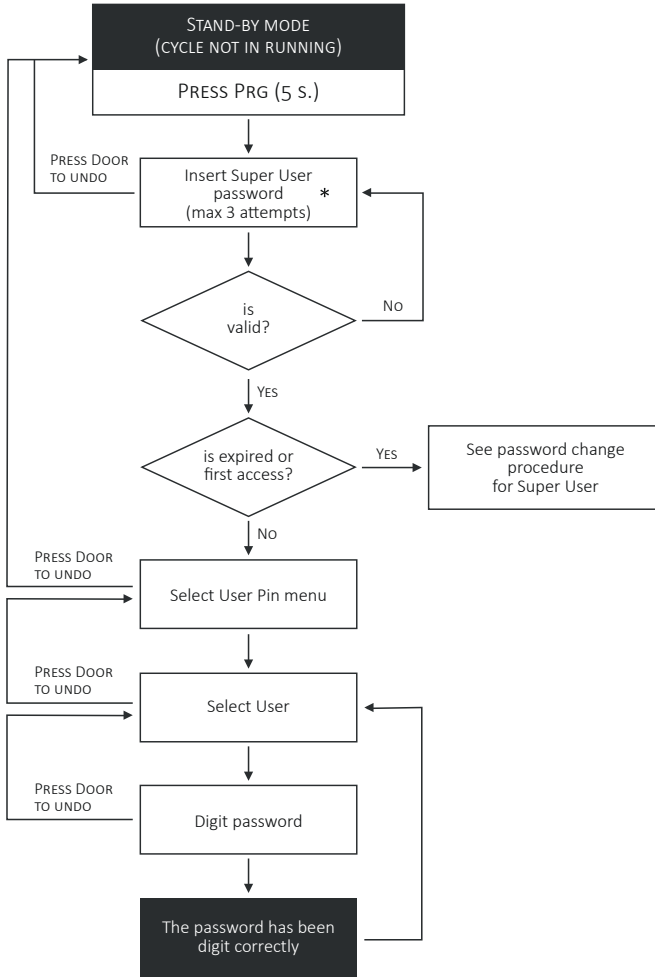 STAND-BY MODE
(CYCLE NOT IN RUNNING)
PRESS PRG (5 S.)
PRESS DOOR
TO UNDO
Insert Super User
password *
(max 3 attempts)
is
valid?
NO
YES
is expired or
first access?
YES
See password change
procedure
for Super User
NO
PRESS DOOR
TO UNDO
Select User Pin menu
PRESS DOOR
TO UNDO
Select User
PRESS DOOR
TO UNDO
Digit password
The password has been
digit correctly